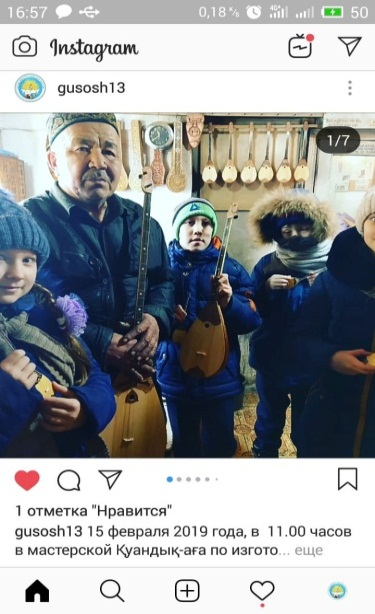 16:57 0,18 % 4G 50
Instagram
gusosh13
1/7
1 отметка "Нравится"
gusosh13 15 февраля 2019 года, в 11.00 часов
в мастерской Қуандық-аға по изгото... еще